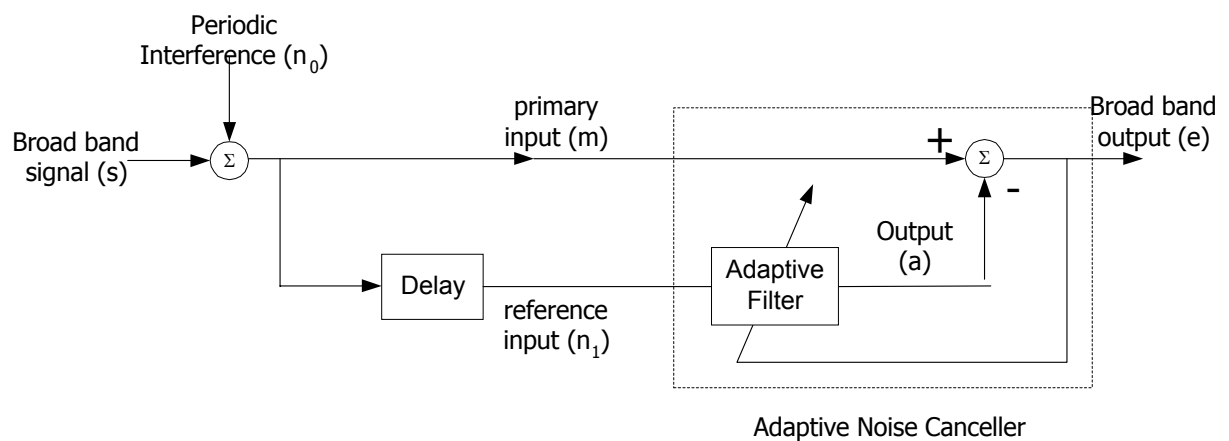 Periodic
Interference (n₀)
Broad band
signal (s)
Σ
primary
input (m)
+
Σ
-
Broad band
output (e)
Delay
reference
input (n₁)
Adaptive
Filter
Output
(a)
Adaptive Noise Canceller